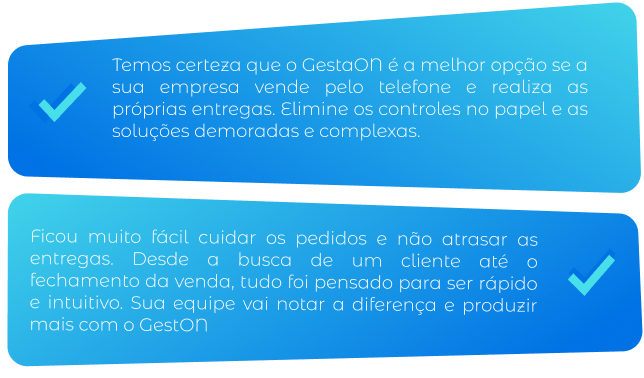 Temos certeza que o GestaON é a melhor opção se a
sua empresa vende pelo telefone e realiza as
próprias entregas. Elimine os controles no papel e as
soluções demoradas e complexas.
Ficou muito fácil cuidar os pedidos e não atrasar as
entregas. Desde a busca de um cliente até o
fechamento da venda, tudo foi pensado para ser rápido
e intuitivo. Sua equipe vai notar a diferença e produzir
mais com o GestON